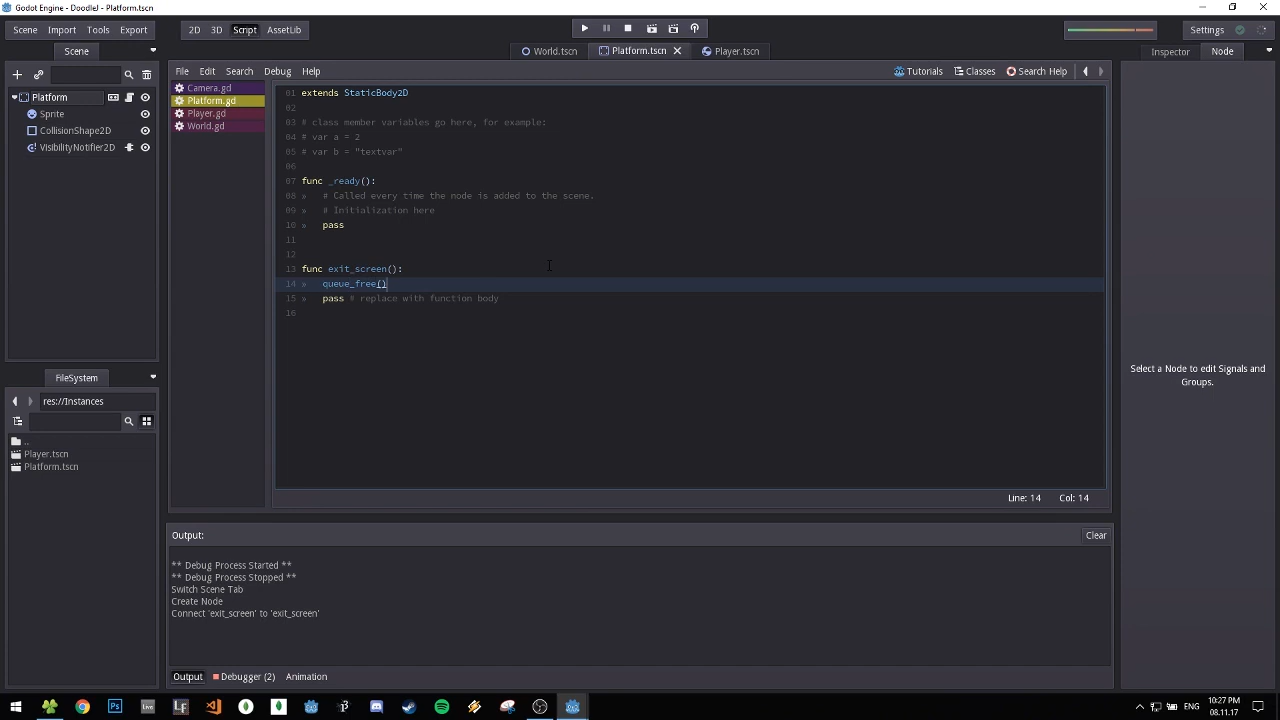 Godot Engine - DoodleJ - Platform.tscn
Scene Import Tools Export
2D 3D Script AssetLib
Settings
Scene
World.tscn
Platform.tscn
Player.tscn
Inspector
Node
File Edit Search Debug Help
Tutorials Classes Search Help
Camera.gd
Platform.gd
Player.gd
World.gd
Platform
Sprite
CollisionShape2D
VisibilityNotifier2D
01 extends StaticBody2D
02
03 # class member variables go here, for example:
04 # var a = 2
05 # var b = "textvar"
06
07 func _ready():
08 » # Called every time the node is added to the scene.
09 » # Initialization here
10 » pass
11
12
13 func exit_screen():
14 » queue_free()
15 » pass # replace with function body
16
Line: 14 Col: 14
Select a Node to edit Signals and
Groups.
FileSystem
res://Instances
..
Player.tscn
Platform.tscn
Output:
Clear
** Debug Process Started **
** Debug Process Stopped **
Switch Scene Tab
Create Node
Connect 'exit_screen' to 'exit_screen'
Output Debugger (2) Animation
Ps
Live
LF
ENG
10:27 PM
08.11.17